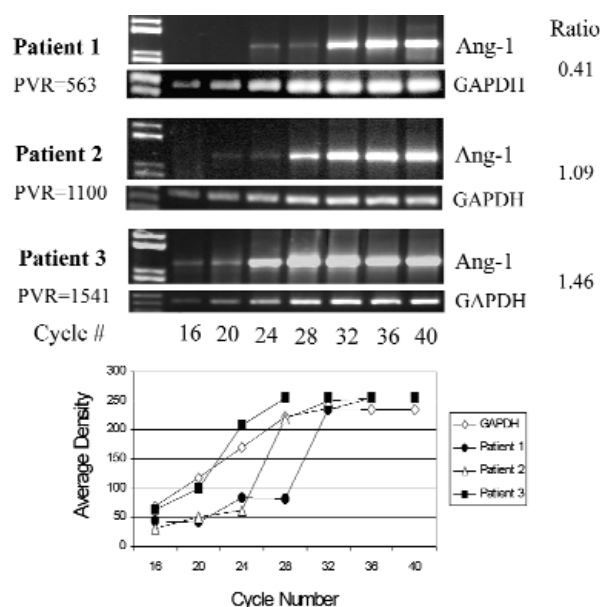 Ratio
Patient 1 Ang-1
0.41
PVR=563 GAPDH
Patient 2 Ang-1
1.09
PVR=1100 GAPDH
Patient 3 Ang-1
1.46
PVR=1541 GAPDH
Cycle # 16 20 24 28 32 36 40
300
250
200
150
100
50
0
Average Density
16 20 24 28 32 36 40
Cycle Number
GAPDH
Patient 1
Patient 2
Patient 3